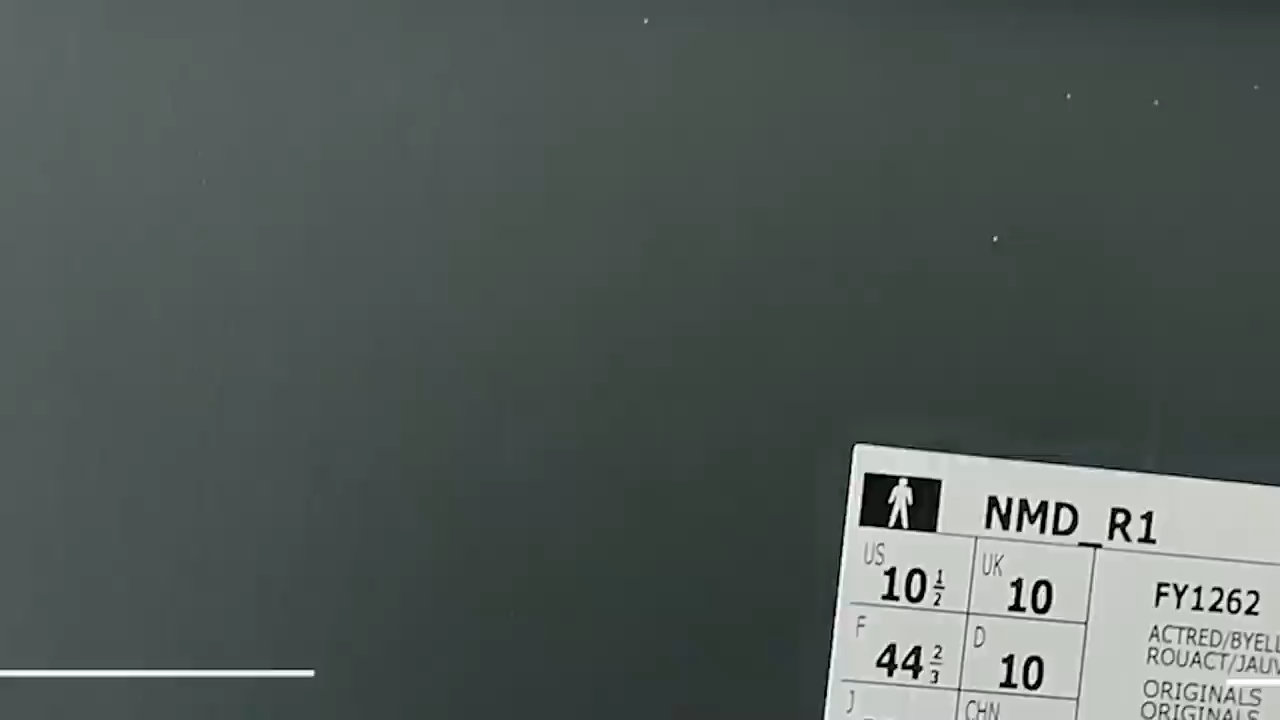 NMD_R1
US 10 1/2 UK 10
FY1262
F 44 2/3 D 10
ACTRED/BYELL
ROUACT/JAUV
ORIGINALS
ORIGINALS
J CHN